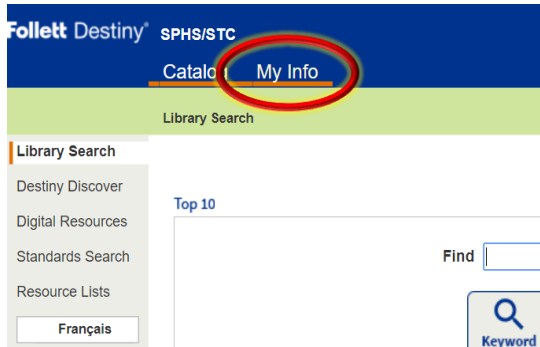 Follett Destiny® SPHS/STC
Catalog My Info
Library Search
Library Search
Destiny Discover
Digital Resources
Standards Search
Resource Lists
Français
Top 10
Find
Keyword